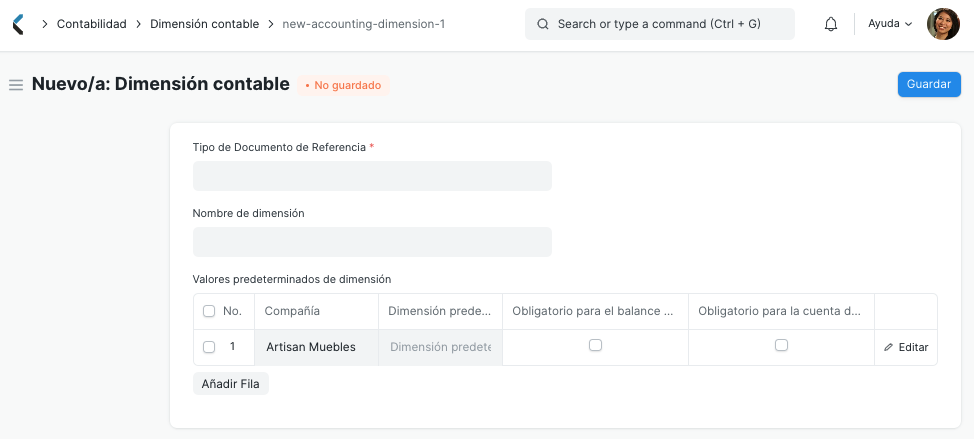 Contabilidad
Dimensión contable
new-accounting-dimension-1
Search or type a command (Ctrl + G)
Ayuda
Nuevo/a: Dimensión contable
No guardado
Guardar
Tipo de Documento de Referencia *
Nombre de dimensión
Valores predeterminados de dimensión
No. Compañía Dimensión prede... Obligatorio para el balance ... Obligatorio para la cuenta d...
1 Artisan Muebles Dimensión predete Editar
Añadir Fila